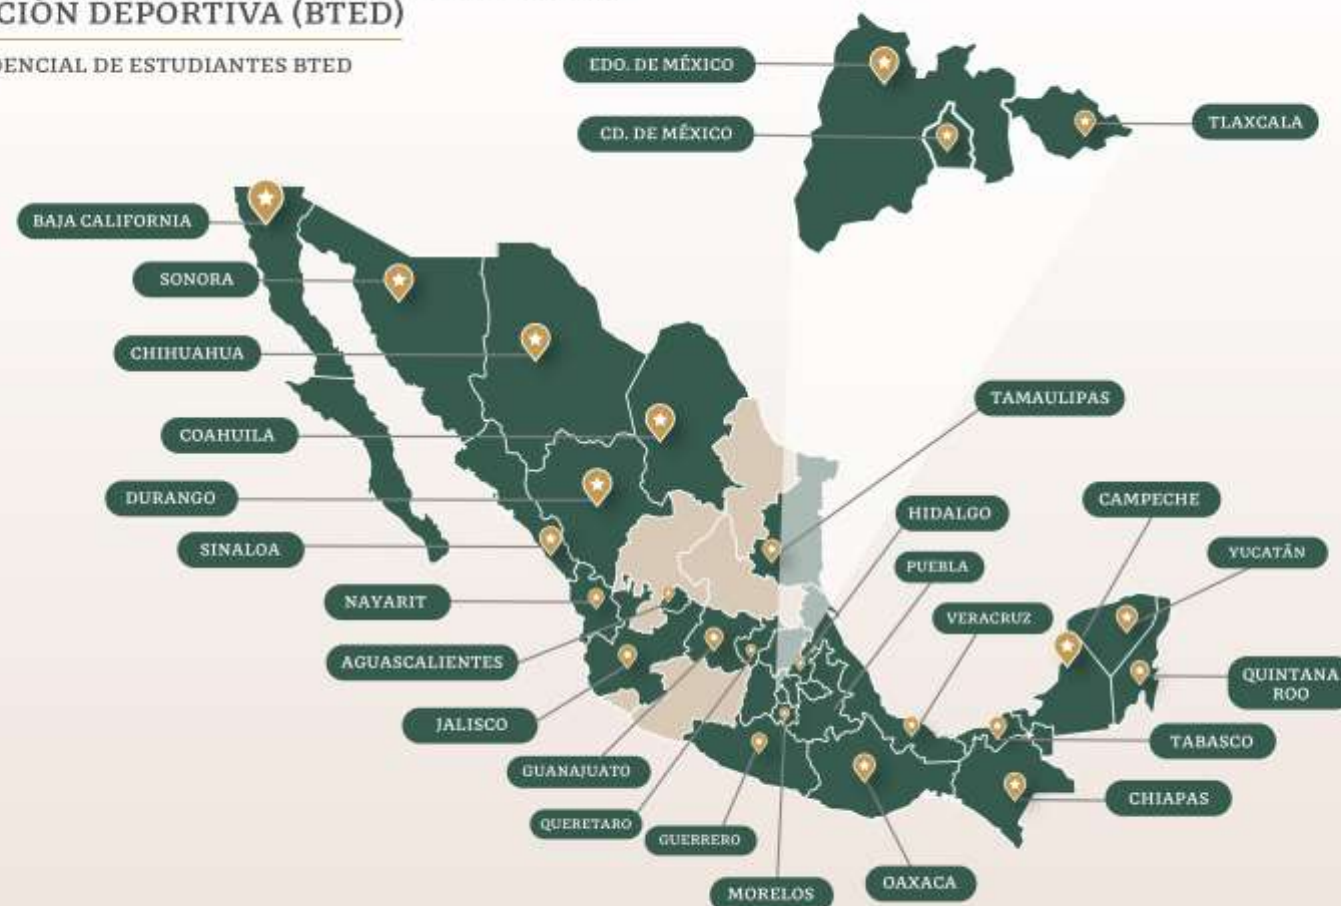 CIÓN DEPORTIVA (BTED)
DENCIAL DE ESTUDIANTES BTED
EDO. DE MÉXICO
CD. DE MÉXICO
TLAXCALA
BAJA CALIFORNIA
SONORA
CHIHUAHUA
COAHUILA
DURANGO
SINALOA
NAYARIT
AGUASCALIENTES
JALISCO
GUANAJUATO
QUERETARO
GUERRERO
MORELOS
OAXACA
TAMAULIPAS
HIDALGO
PUEBLA
VERACRUZ
CAMPECHE
YUCATÁN
QUINTANA
ROO
TABASCO
CHIAPAS